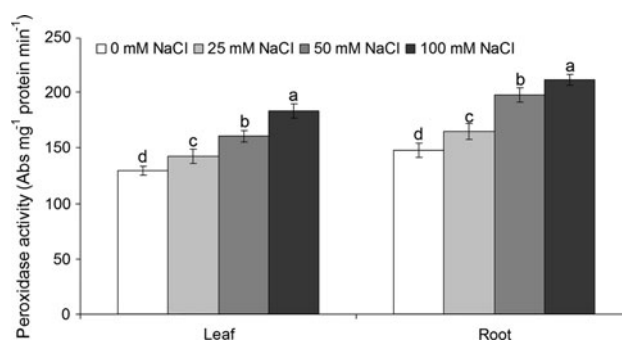 Peroxidase activity (Abs mg⁻¹ protein min⁻¹)
250
200
150
100
50
0
0 mM NaCl 25 mM NaCl 50 mM NaCl 100 mM NaCl
d c b a d c b a
Leaf Root